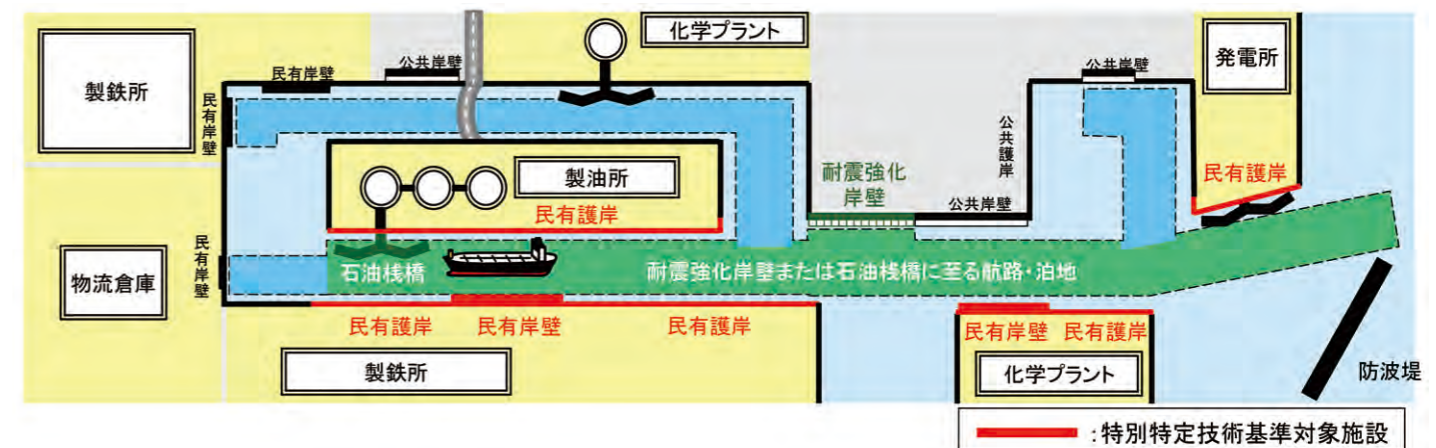 化学プラント
発電所
製鉄所
民有岸壁
公共岸壁
公共岸壁
民有岸壁
公共護岸
製油所
耐震強化
岸壁
民有護岸
民有護岸
公共岸壁
物流倉庫
民有岸壁
石油桟橋
耐震強化岸壁または石油桟橋に至る航路・泊地
民有護岸
民有岸壁
民有護岸
民有岸壁
民有護岸
製鉄所
化学プラント
防波堤
:特別特定技術基準対象施設